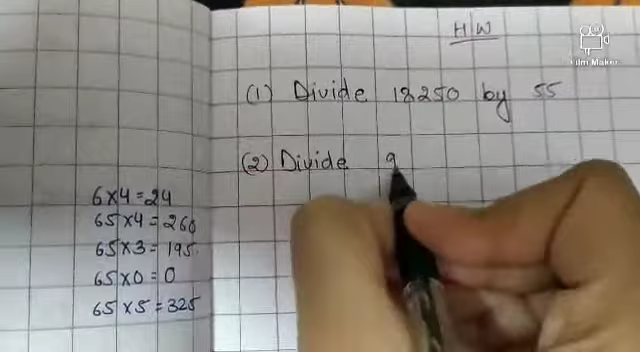 H/W
Film Maker
(1) Divide 18250 by 55
(2) Divide 9
6x4=24
65x4=260
65x3=195
65x0=0
65x5=325